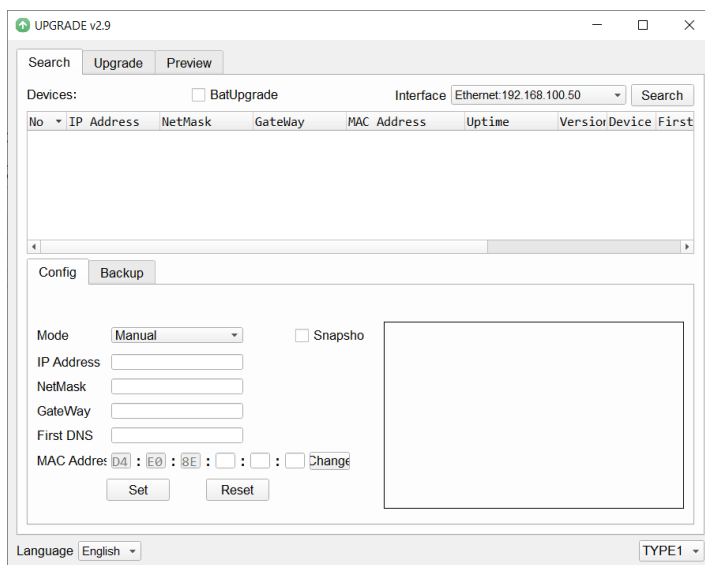 UPGRADE v2.9
Search Upgrade Preview
Devices: BatUpgrade Interface Ethernet:192.168.100.50 Search
No IP Address NetMask GateWay MAC Address Uptime Version Device First
Config Backup
Mode Manual Snapsho
IP Address
NetMask
GateWay
First DNS
MAC Addres D4 : E0 : 8E : : : Change
Set Reset
Language English TYPE1